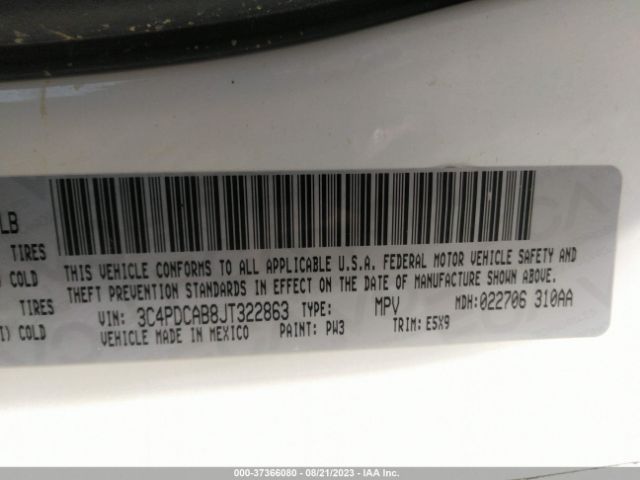 LB
TIRES
COLD
TIRES
COLD
THIS VEHICLE CONFORMS TO ALL APPLICABLE U.S.A. FEDERAL MOTOR VEHICLE SAFETY AND
THEFT PREVENTION STANDARDS IN EFFECT ON THE DATE OF MANUFACTURE SHOWN ABOVE.
VIN: 3C4PDCAB8JT322863 TYPE: MPV MDH:022706 310AA
VEHICLE MADE IN MEXICO PAINT: PW3 TRIM: E5X9
000-37366080 - 08/21/2023 - IAA Inc.